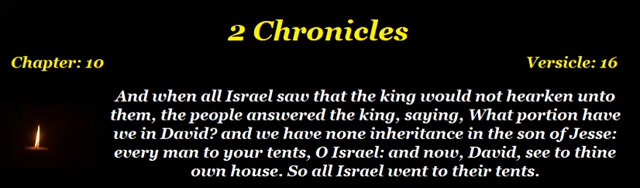 2 Chronicles
Chapter: 10 Versicle: 16
And when all Israel saw that the king would not hearken unto
them, the people answered the king, saying, What portion have
we in David? and we have none inheritance in the son of Jesse:
every man to your tents, O Israel: and now, David, see to thine
own house. So all Israel went to their tents.